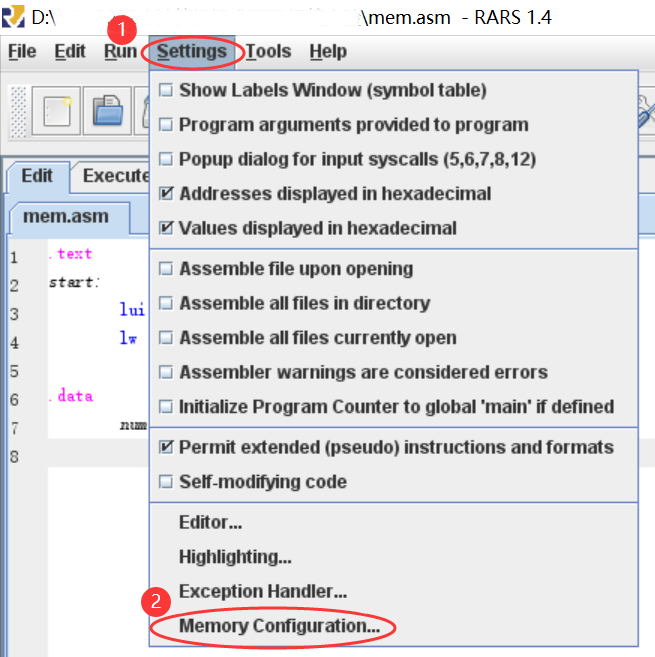 D:\ \mem.asm - RARS 1.4
1
File Edit Run Settings Tools Help
Show Labels Window (symbol table)
Program arguments provided to program
Popup dialog for input syscalls (5,6,7,8,12)
Addresses displayed in hexadecimal
Values displayed in hexadecimal
Assemble file upon opening
Assemble all files in directory
Assemble all files currently open
Assembler warnings are considered errors
Initialize Program Counter to global 'main' if defined
Permit extended (pseudo) instructions and formats
Self-modifying code
Editor...
Highlighting...
Exception Handler...
2
Memory Configuration...
Edit Execute
mem.asm
1 .text
2 start:
3 lui
4 lw
5
6 .data
7 num
8